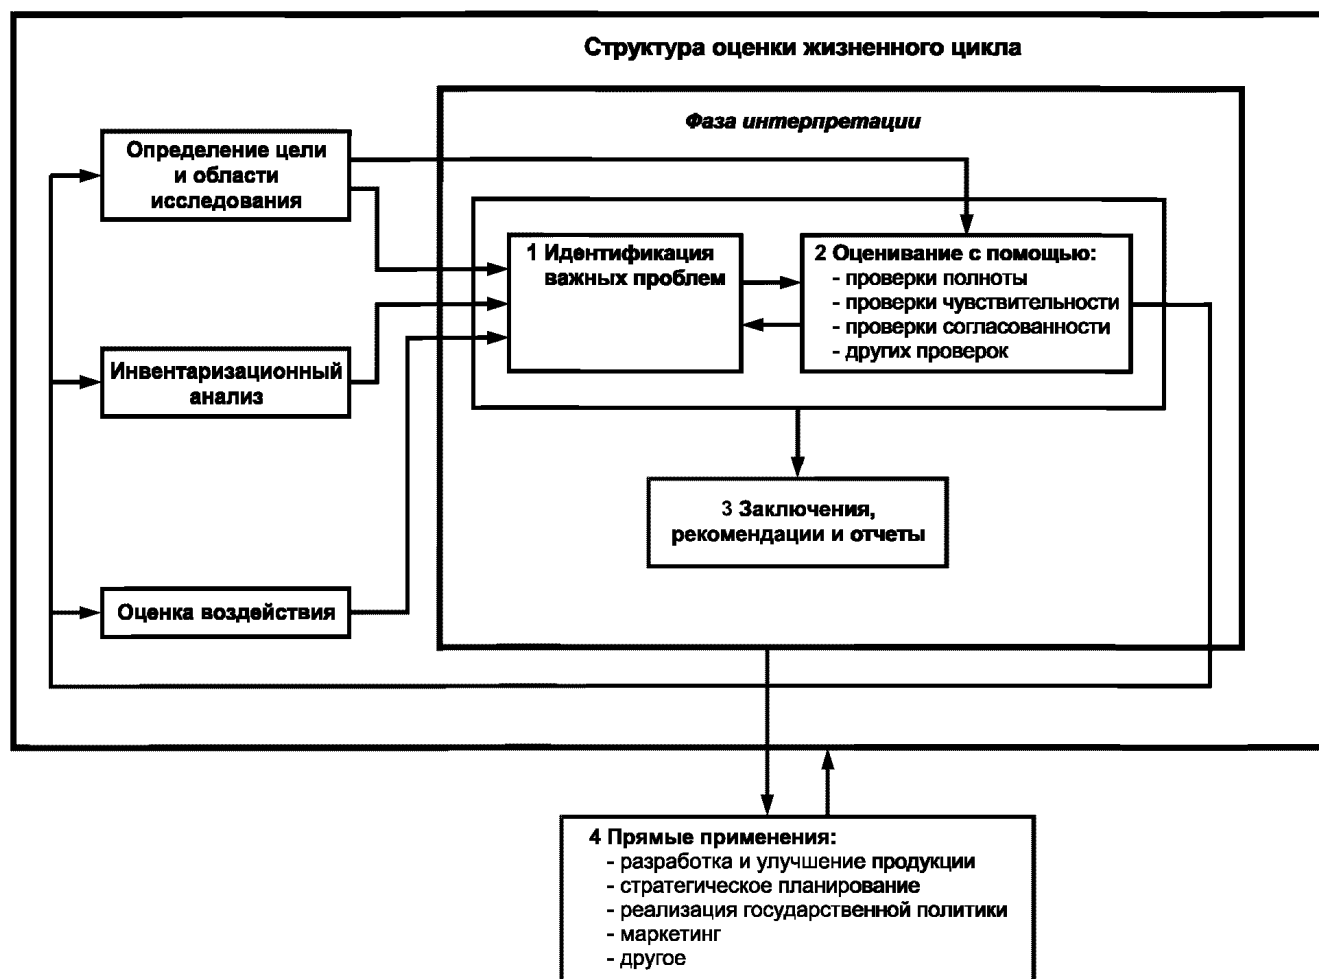 Структура оценки жизненного цикла
Фаза интерпретации
Определение цели
и области
исследования
1 Идентификация
важных проблем
2 Оценивание с помощью:
- проверки полноты
- проверки чувствительности
- проверки согласованности
- других проверок
Инвентаризационный
анализ
3 Заключения,
рекомендации и отчеты
Оценка воздействия
4 Прямые применения:
- разработка и улучшение продукции
- стратегическое планирование
- реализация государственной политики
- маркетинг
- другое